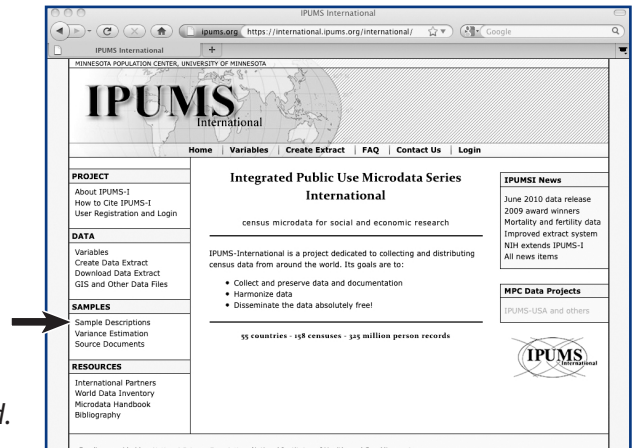 IPUMS International
ipums.org https://international.ipums.org/international/
Google
IPUMS International
MINNESOTA POPULATION CENTER, UNIVERSITY OF MINNESOTA
IPUMS
International
Home | Variables | Create Extract | FAQ | Contact Us | Login
PROJECT
About IPUMS-I
How to Cite IPUMS-I
User Registration and Login
DATA
Variables
Create Data Extract
Download Data Extract
GIS and Other Data Files
SAMPLES
Sample Descriptions
Variance Estimation
Source Documents
RESOURCES
International Partners
World Data Inventory
Microdata Handbook
Bibliography
Integrated Public Use Microdata Series
International
census microdata for social and economic research
IPUMS-International is a project dedicated to collecting and distributing
census data from around the world. Its goals are to:
• Collect and preserve data and documentation
• Harmonize data
• Disseminate the data absolutely free!
55 countries - 158 censuses - 325 million person records
IPUMSI News
June 2010 data release
2009 award winners
Mortality and fertility data
Improved extract system
NIH extends IPUMS-I
All news items
MPC Data Projects
IPUMS-USA and others
IPUMS
International
d.